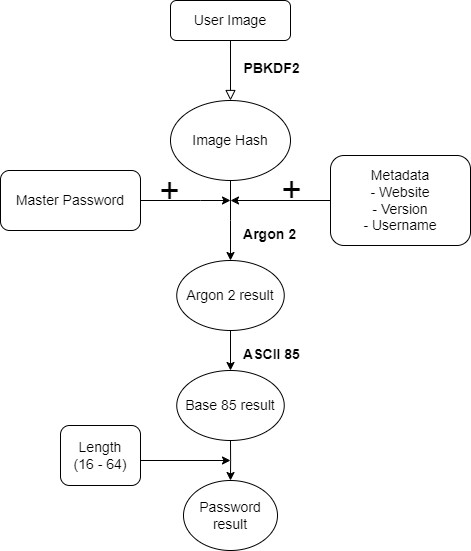 User Image
PBKDF2
Image Hash
+
+
Master Password
Metadata
- Website
- Version
- Username
Argon 2
Argon 2 result
ASCII 85
Base 85 result
Length
(16 - 64)
Password
result